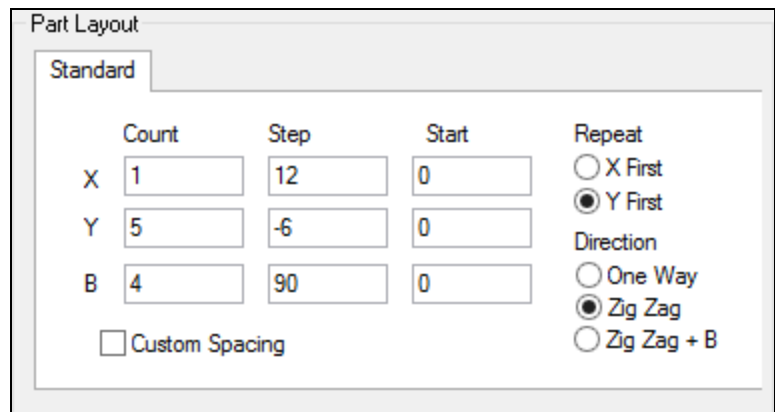 Part Layout
Standard
Count Step Start Repeat
X 1 12 0 X First
Y 5 -6 0 Y First
Direction
B 4 90 0 One Way
Zig Zag
Custom Spacing Zig Zag + B